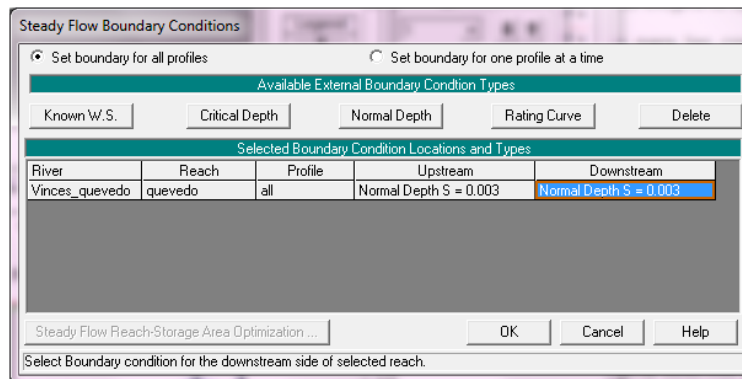 Steady Flow Boundary Conditions
Set boundary for all profiles Set boundary for one profile at a time
Available External Boundary Condtion Types
Known W.S. Critical Depth Normal Depth Rating Curve Delete
Selected Boundary Condition Locations and Types
River Reach Profile Upstream Downstream
Vinces_quevedo quevedo all Normal Depth S = 0.003 Normal Depth S = 0.003
Steady Flow Reach-Storage Area Optimization ... OK Cancel Help
Select Boundary condition for the downstream side of selected reach.